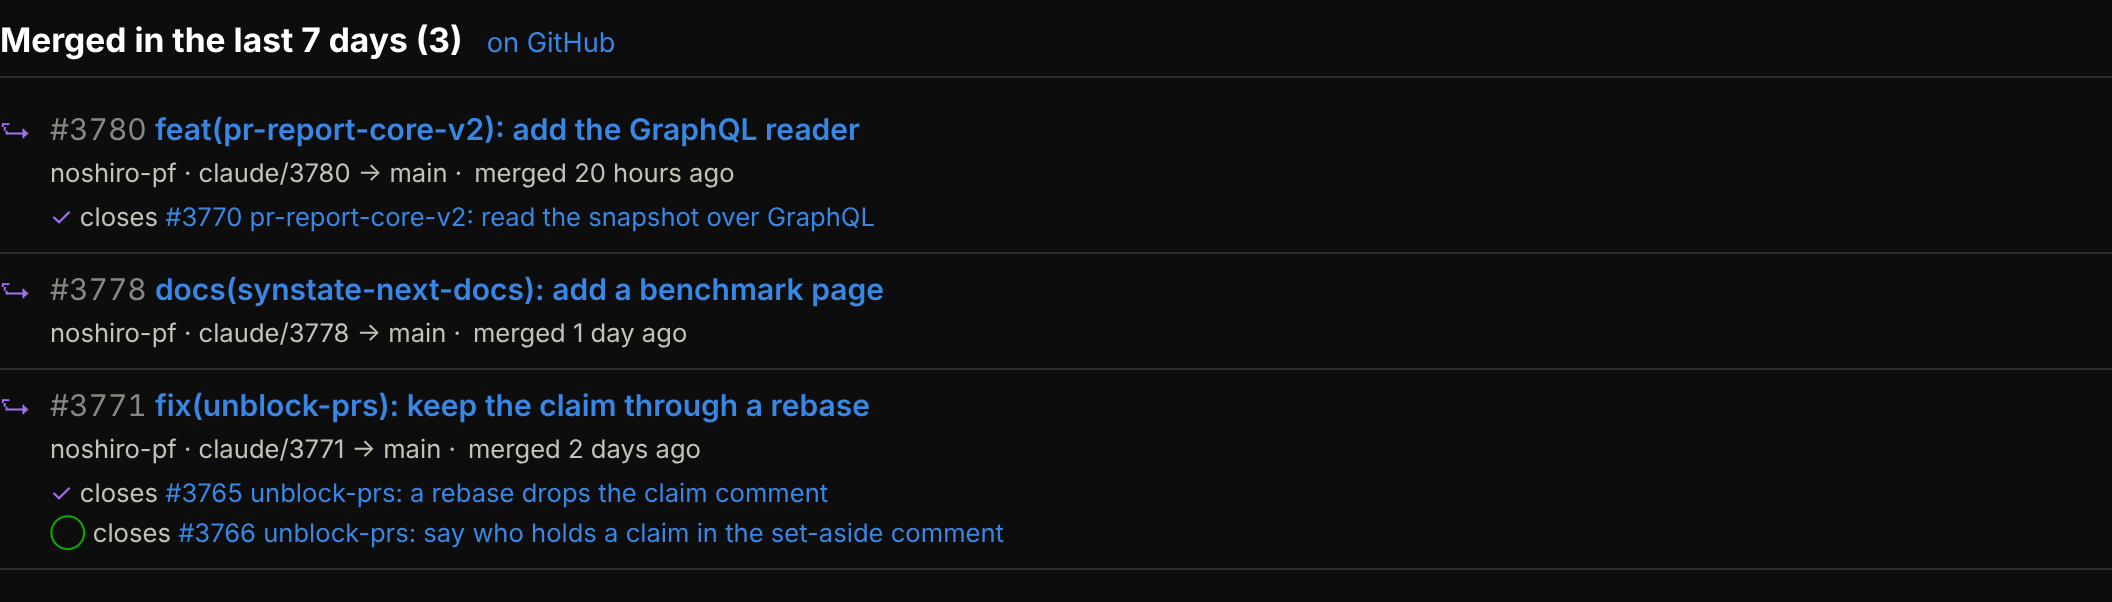 Merged in the last 7 days (3) on GitHub
#3780 feat(pr-report-core-v2): add the GraphQL reader
noshiro-pf · claude/3780 → main · merged 20 hours ago
✓ closes #3770 pr-report-core-v2: read the snapshot over GraphQL
#3778 docs(synstate-next-docs): add a benchmark page
noshiro-pf · claude/3778 → main · merged 1 day ago
#3771 fix(unblock-prs): keep the claim through a rebase
noshiro-pf · claude/3771 → main · merged 2 days ago
✓ closes #3765 unblock-prs: a rebase drops the claim comment
closes #3766 unblock-prs: say who holds a claim in the set-aside comment